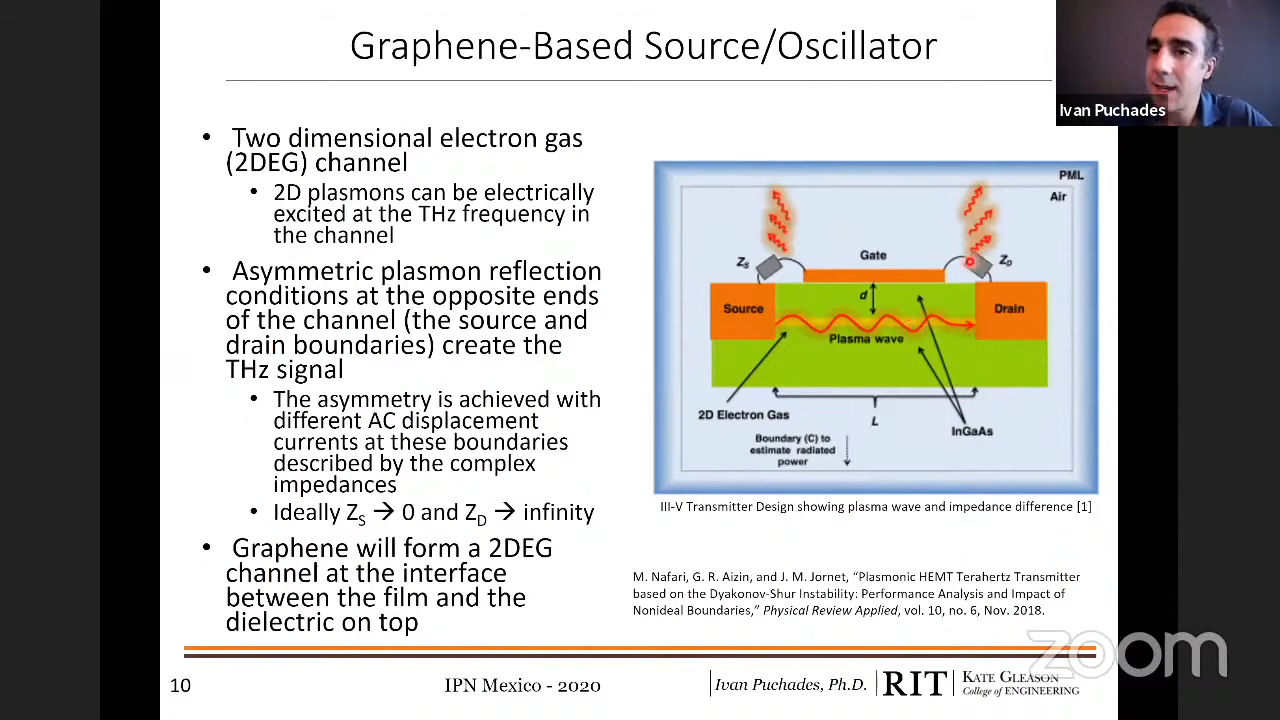 Graphene-Based Source/Oscillator
Ivan Puchades
• Two dimensional electron gas
(2DEG) channel
• 2D plasmons can be electrically
excited at the THz frequency in
the channel
• Asymmetric plasmon reflection
conditions at the opposite ends
of the channel (the source and
drain boundaries) create the
THz signal
• The asymmetry is achieved with
different AC displacement
currents at these boundaries
described by the complex
impedances
• Ideally ZS → 0 and ZD → infinity
• Graphene will form a 2DEG
channel at the interface
between the film and the
dielectric on top
PML
Air
ZS
Gate
ZD
Source
d
Drain
Plasma wave
2D Electron Gas
L
InGaAs
Boundary (C) to
estimate radiated
power
III-V Transmitter Design showing plasma wave and impedance difference [1]
M. Nafari, G. R. Aizin, and J. M. Jornet, “Plasmonic HEMT Terahertz Transmitter
based on the Dyakonov-Shur Instability: Performance Analysis and Impact of
Nonideal Boundaries,” Physical Review Applied, vol. 10, no. 6, Nov. 2018.
zoom
10
IPN Mexico - 2020
Ivan Puchades, Ph.D.
RIT
KATE GLEASON
College of ENGINEERING